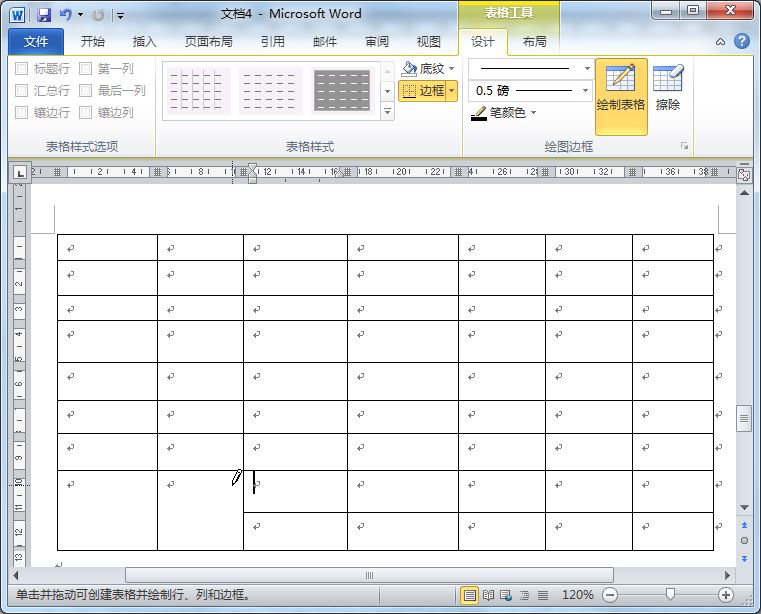 文档4 - Microsoft Word
表格工具
文件 开始 插入 页面布局 引用 邮件 审阅 视图 设计 布局
标题行 第一列
汇总行 最后一列
镶边行 镶边列
表格样式选项
底纹
边框
表格样式
0.5 磅
笔颜色
绘制表格
擦除
绘图边框
单击并拖动可创建表格并绘制行、列和边框。
120%